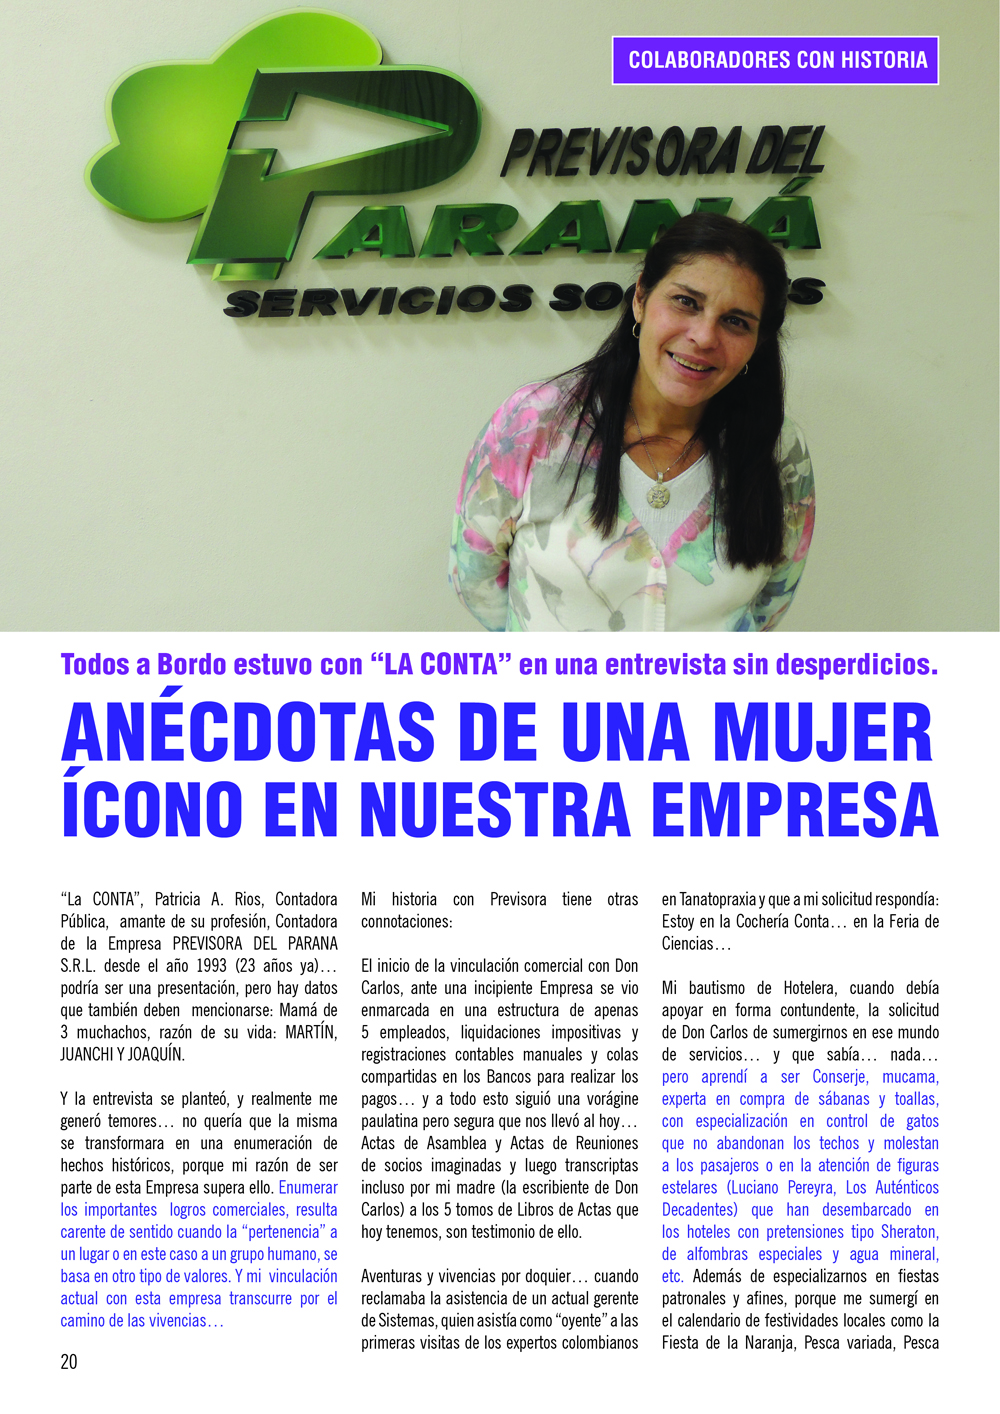 COLABORADORES CON HISTORIA
PREVISORA DEL
PARANÁ
SERVICIOS SO
S
Todos a Bordo estuvo con “LA CONTA” en una entrevista sin desperdicios.
ANÉCDOTAS DE UNA MUJER
ÍCONO EN NUESTRA EMPRESA
“La CONTA”, Patricia A. Rios, Contadora
Pública, amante de su profesión, Contadora
de la Empresa PREVISORA DEL PARANA
S.R.L. desde el año 1993 (23 años ya)…
podría ser una presentación, pero hay datos
que también deben mencionarse: Mamá de
3 muchachos, razón de su vida: MARTÍN,
JUANCHI Y JOAQUÍN.
Y la entrevista se planteó, y realmente me
generó temores… no quería que la misma
se transformara en una enumeración de
hechos históricos, porque mi razón de ser
parte de esta Empresa supera ello. Enumerar
los importantes logros comerciales, resulta
carente de sentido cuando la “pertenencia” a
un lugar o en este caso a un grupo humano, se
basa en otro tipo de valores. Y mi vinculación
actual con esta empresa transcurre por el
camino de las vivencias…
Mi historia con Previsora tiene otras
connotaciones:
El inicio de la vinculación comercial con Don
Carlos, ante una incipiente Empresa se vio
enmarcada en una estructura de apenas
5 empleados, liquidaciones impositivas y
registraciones contables manuales y colas
compartidas en los Bancos para realizar los
pagos… y a todo esto siguió una vorágine
paulatina pero segura que nos llevó al hoy…
Actas de Asamblea y Actas de Reuniones
de socios imaginadas y luego transcriptas
incluso por mi madre (la escribiente de Don
Carlos) a los 5 tomos de Libros de Actas que
hoy tenemos, son testimonio de ello.
Aventuras y vivencias por doquier… cuando
reclamaba la asistencia de un actual gerente
de Sistemas, quien asistía como “oyente” a las
primeras visitas de los expertos colombianos
en Tanatopraxia y que a mi solicitud respondía:
Estoy en la Cochería Conta… en la Feria de
Ciencias…
Mi bautismo de Hotelera, cuando debía
apoyar en forma contundente, la solicitud
de Don Carlos de sumergirnos en ese mundo
de servicios… y que sabía… nada…
pero aprendí a ser Conserje, mucama,
experta en compra de sábanas y toallas,
con especialización en control de gatos
que no abandonan los techos y molestan
a los pasajeros o en la atención de figuras
estelares (Luciano Pereyra, Los Auténticos
Decadentes) que han desembarcado en
los hoteles con pretensiones tipo Sheraton,
de alfombras especiales y agua mineral,
etc. Además de especializarnos en fiestas
patronales y afines, porque me sumergí en
el calendario de festividades locales como la
Fiesta de la Naranja, Pesca variada, Pesca
20